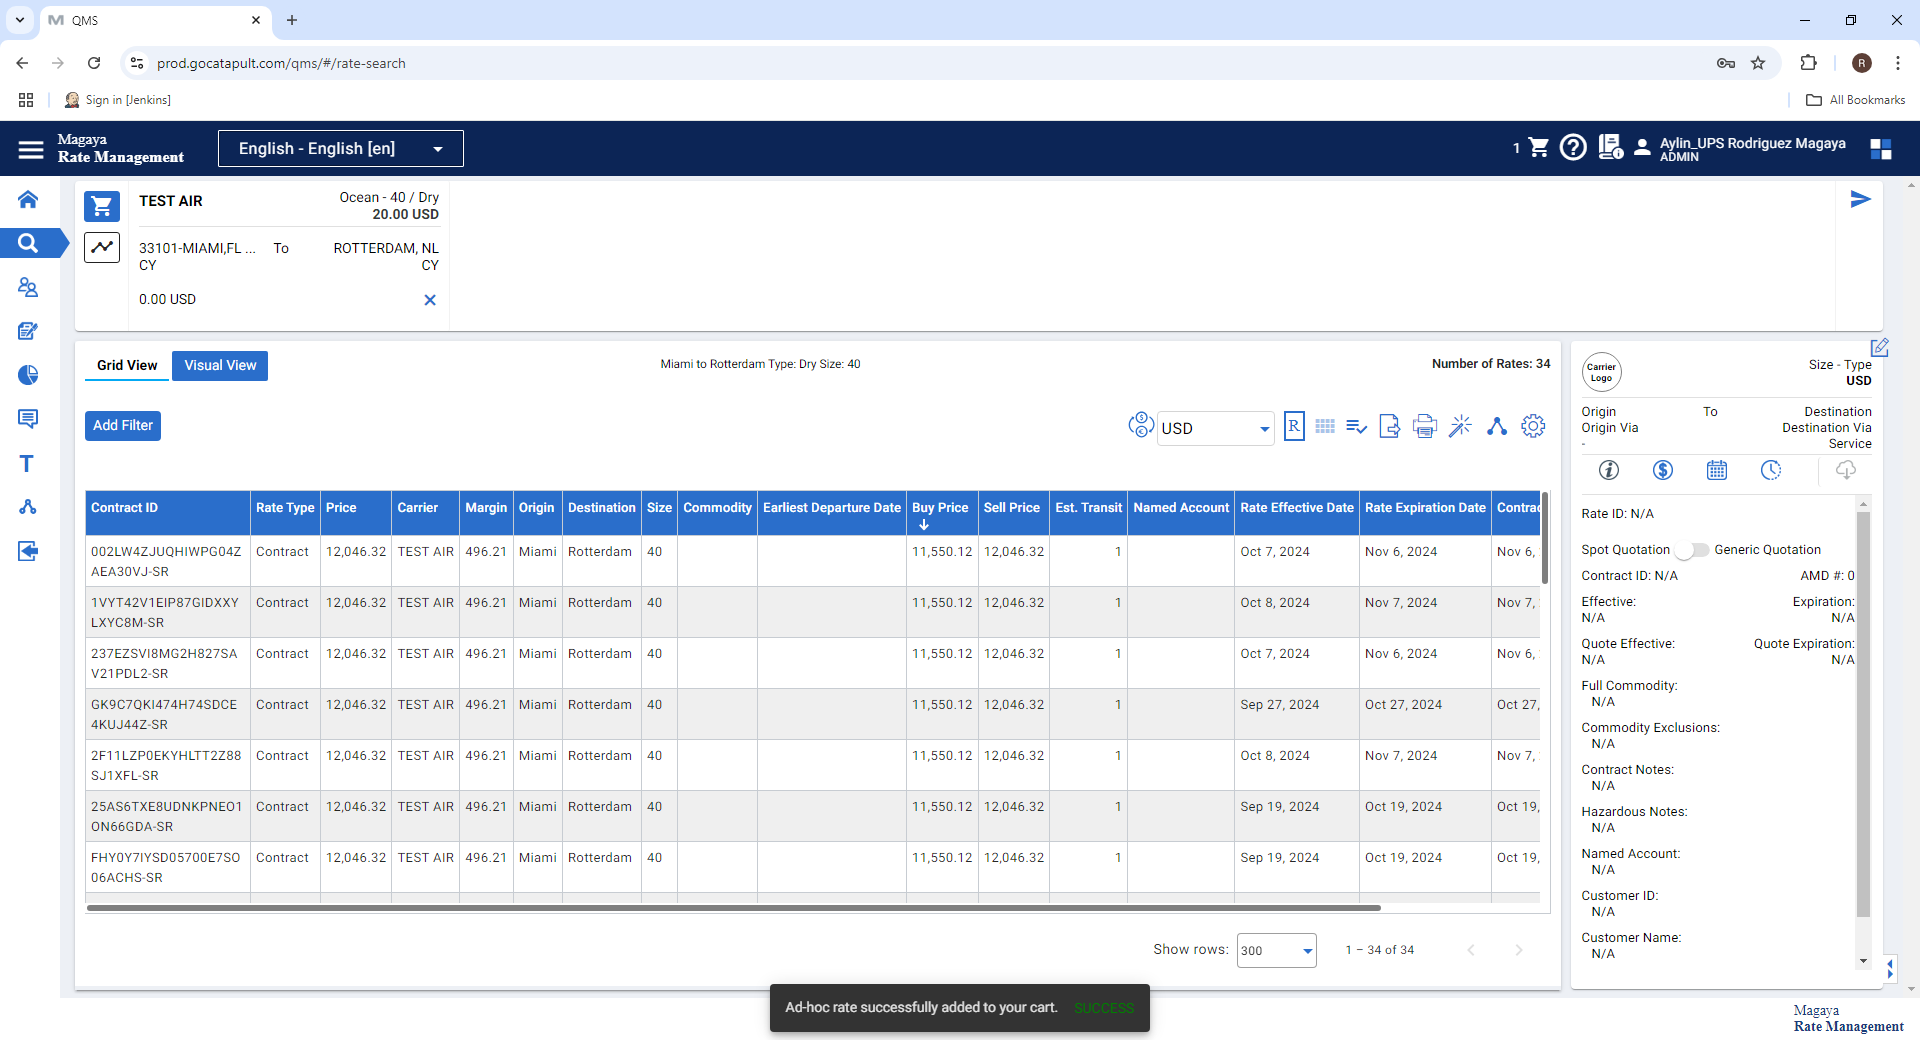 QMS
prod.gocatapult.com/qms/#/rate-search
R
Sign in [Jenkins]
All Bookmarks
Magaya
Rate Management
English - English [en]
1
Aylin_UPS Rodriguez Magaya
ADMIN
TEST AIR
Ocean - 40 / Dry
20.00 USD
33101-MIAMI,FL ... To ROTTERDAM, NL
CY CY
0.00 USD
Grid View Visual View
Miami to Rotterdam Type: Dry Size: 40
Number of Rates: 34
Add Filter
USD
R
Contract ID Rate Type Price Carrier Margin Origin Destination Size Commodity Earliest Departure Date Buy Price Sell Price Est. Transit Named Account Rate Effective Date Rate Expiration Date Contrac
002LW4ZJUQHIWPG04Z Contract 12,046.32 TEST AIR 496.21 Miami Rotterdam 40 11,550.12 12,046.32 1 Oct 7, 2024 Nov 6, 2024 Nov 6,
AEA30VJ-SR
1VYT42V1EIP87GIDXXY Contract 12,046.32 TEST AIR 496.21 Miami Rotterdam 40 11,550.12 12,046.32 1 Oct 8, 2024 Nov 7, 2024 Nov 7,
LXYC8M-SR
237EZSVI8MG2H827SA Contract 12,046.32 TEST AIR 496.21 Miami Rotterdam 40 11,550.12 12,046.32 1 Oct 7, 2024 Nov 6, 2024 Nov 6,
V21PDL2-SR
GK9C7QKI474H74SDCE Contract 12,046.32 TEST AIR 496.21 Miami Rotterdam 40 11,550.12 12,046.32 1 Sep 27, 2024 Oct 27, 2024 Oct 27,
4KUJ44Z-SR
2F11LZP0EKYHLTT2Z88 Contract 12,046.32 TEST AIR 496.21 Miami Rotterdam 40 11,550.12 12,046.32 1 Oct 8, 2024 Nov 7, 2024 Nov 7,
SJ1XFL-SR
25AS6TXE8UDNKPNEO1 Contract 12,046.32 TEST AIR 496.21 Miami Rotterdam 40 11,550.12 12,046.32 1 Sep 19, 2024 Oct 19, 2024 Oct 19,
ON66GDA-SR
FHY0Y7IYSD05700E7SO Contract 12,046.32 TEST AIR 496.21 Miami Rotterdam 40 11,550.12 12,046.32 1 Sep 19, 2024 Oct 19, 2024 Oct 19,
06ACHS-SR
Show rows: 300 1 – 34 of 34
Carrier
Logo
Size - Type
USD
Origin To Destination
Origin Via Destination Via
- Service
Rate ID: N/A
Spot Quotation Generic Quotation
Contract ID: N/A AMD #: 0
Effective: Expiration:
N/A N/A
Quote Effective: Quote Expiration:
N/A N/A
Full Commodity:
N/A
Commodity Exclusions:
N/A
Contract Notes:
N/A
Hazardous Notes:
N/A
Named Account:
N/A
Customer ID:
N/A
Customer Name:
N/A
Ad-hoc rate successfully added to your cart. SUCCESS
Magaya
Rate Management